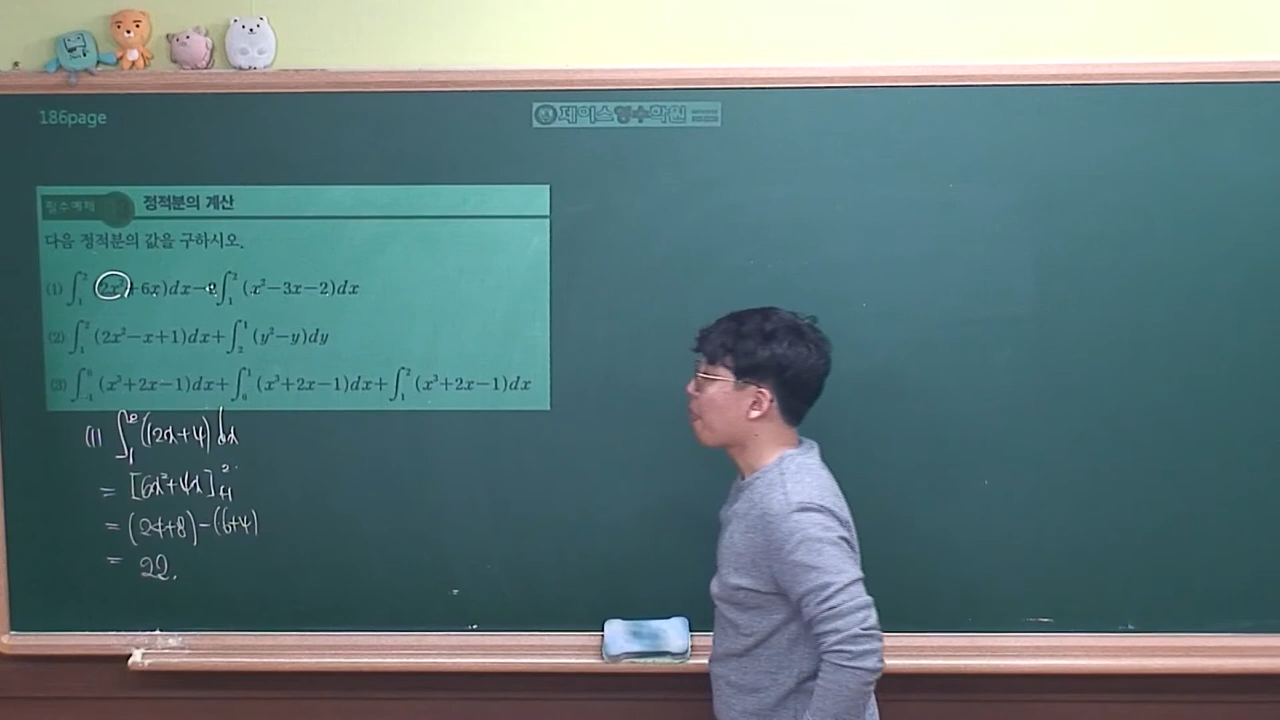 186page
제이스영수학원
필수예제
정적분의 계산
다음 정적분의 값을 구하시오.
(1) ∫₁² (2x²+6x)dx−2∫₁² (x²−3x−2)dx
(2) ∫₁² (2x²−x+1)dx+∫₂¹ (y²−y)dy
(3) ∫₋₁⁰ (x³+2x−1)dx+∫₀¹ (x³+2x−1)dx+∫₁² (x³+2x−1)dx
(1) ∫₁² (12x+4) dx
= [6x²+4x]₁²
= (24+8)−(6+4)
= 22.